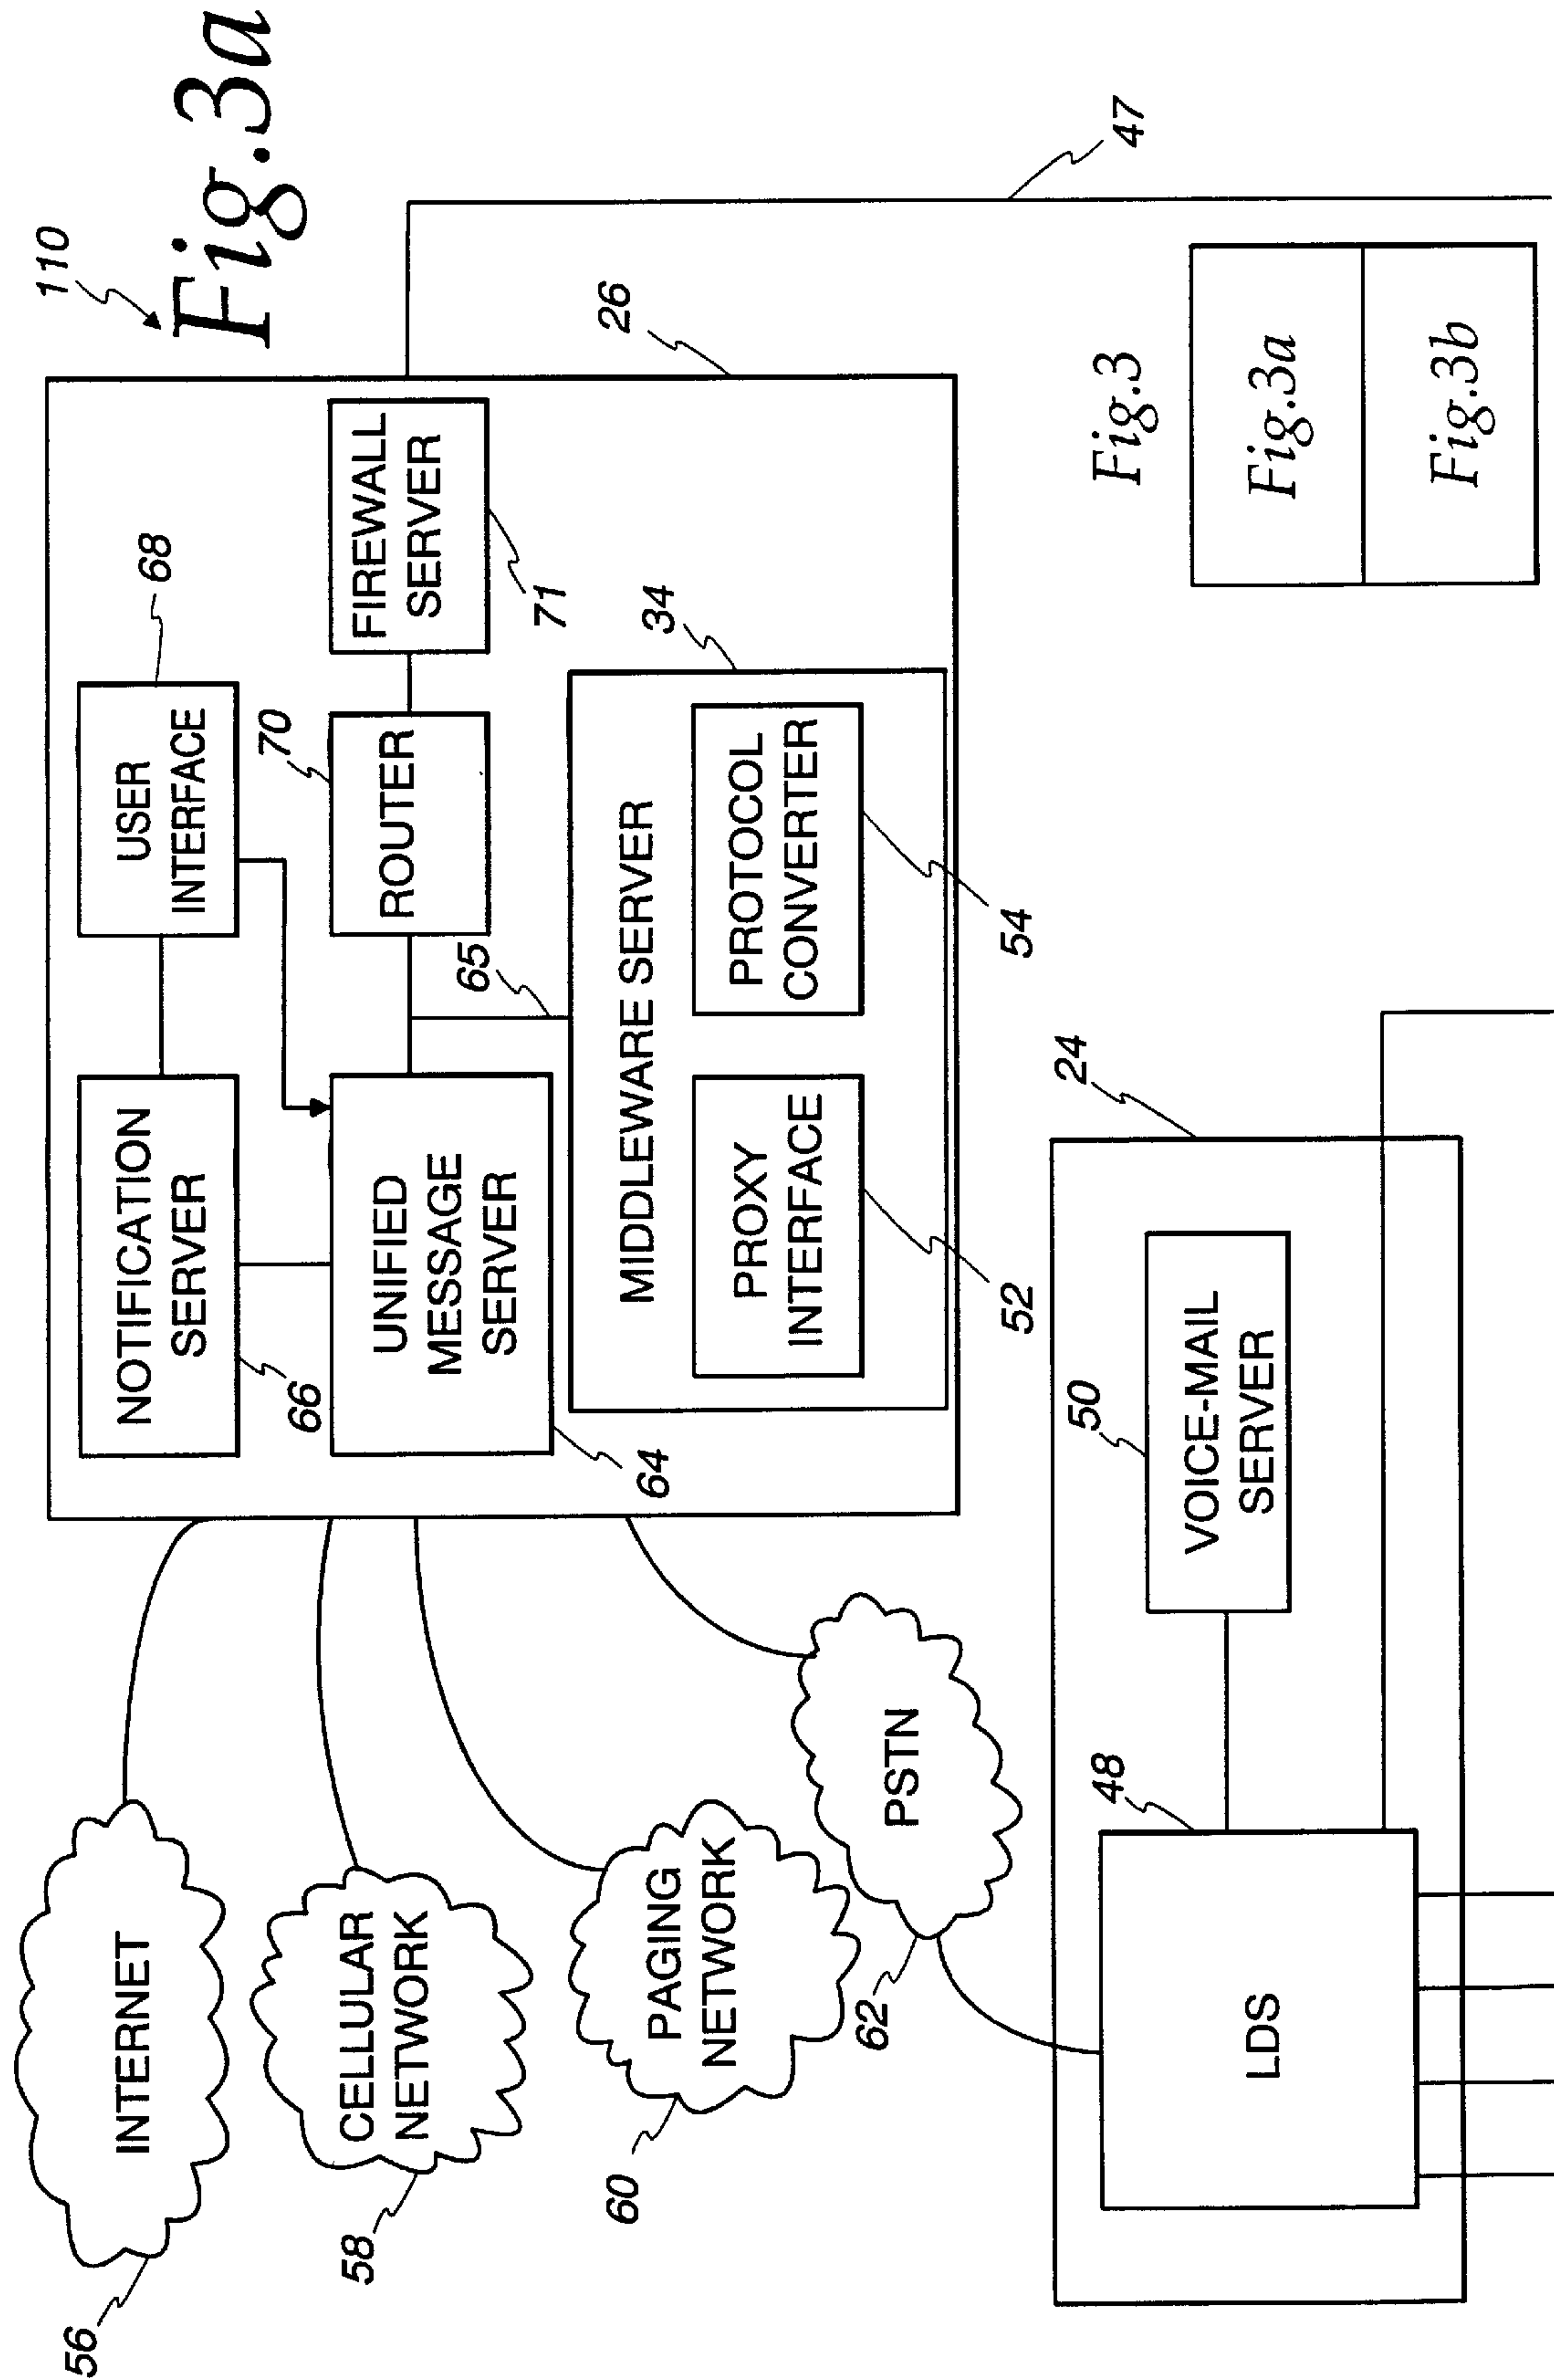 110
Fig.3a
56
INTERNET
58
CELLULAR
NETWORK
60
PAGING
NETWORK
62
PSTN
NOTIFICATION
SERVER
66
USER
INTERFACE
68
UNIFIED
MESSAGE
SERVER
64
65
70
ROUTER
FIREWALL
SERVER
71
26
MIDDLEWARE SERVER
34
PROXY
INTERFACE
52
PROTOCOL
CONVERTER
54
47
24
48
LDS
50
VOICE-MAIL
SERVER
Fig.3
Fig.3a
Fig.3b